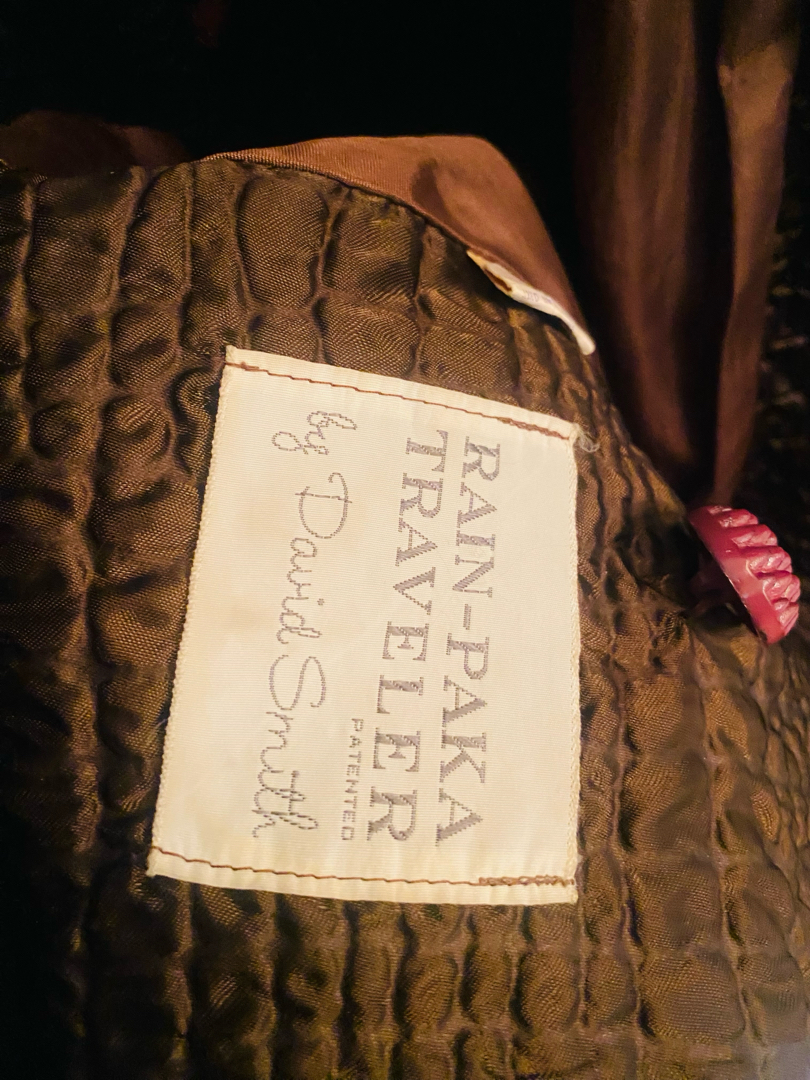 RAIN-PAKA
TRAVELER
PATENTED
by David Smith